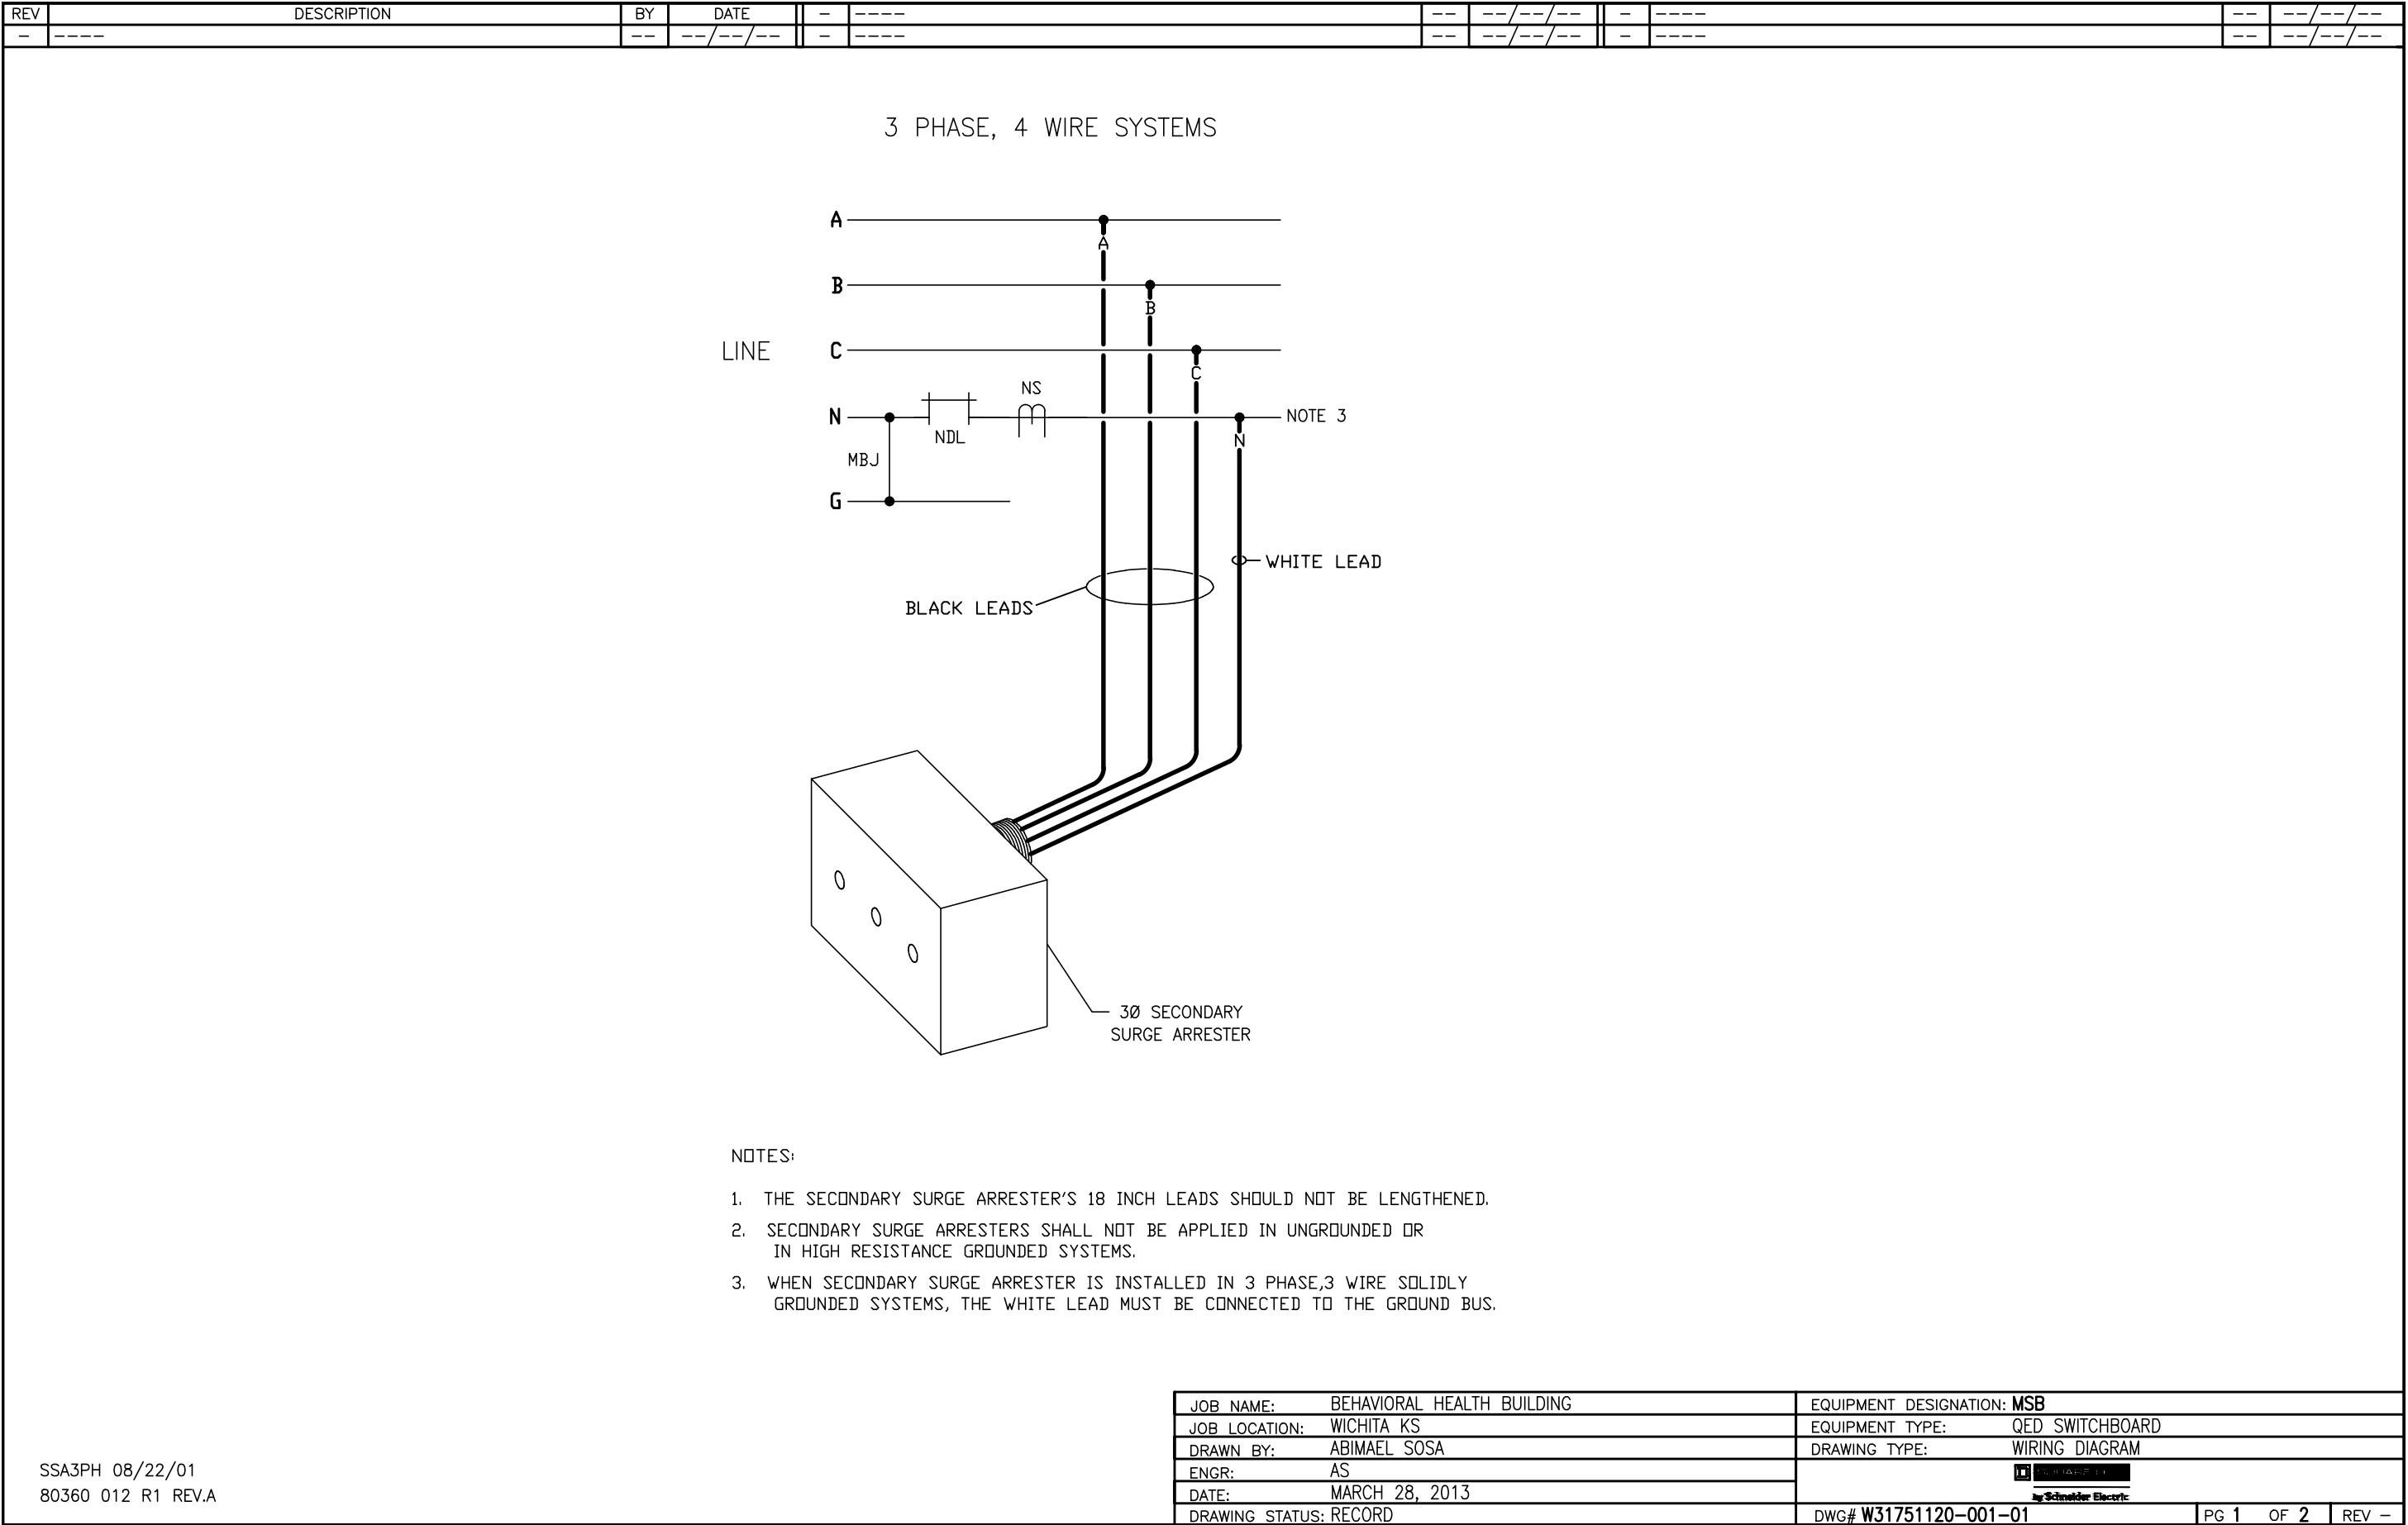 REV DESCRIPTION BY DATE - ---- -- --/--/-- - ---- -- --/--/--
- ---- -- --/--/-- - ---- -- --/--/-- - ---- -- --/--/--
3 PHASE, 4 WIRE SYSTEMS
A
A
B
B
LINE C
C
NS
N NOTE 3
NDL
N
MBJ
G
WHITE LEAD
BLACK LEADS
3Ø SECONDARY
SURGE ARRESTER
NOTES:
1. THE SECONDARY SURGE ARRESTER'S 18 INCH LEADS SHOULD NOT BE LENGTHENED.
2. SECONDARY SURGE ARRESTERS SHALL NOT BE APPLIED IN UNGROUNDED OR
IN HIGH RESISTANCE GROUNDED SYSTEMS.
3. WHEN SECONDARY SURGE ARRESTER IS INSTALLED IN 3 PHASE,3 WIRE SOLIDLY
GROUNDED SYSTEMS, THE WHITE LEAD MUST BE CONNECTED TO THE GROUND BUS.
SSA3PH 08/22/01
80360 012 R1 REV.A
JOB NAME: BEHAVIORAL HEALTH BUILDING
JOB LOCATION: WICHITA KS
DRAWN BY: ABIMAEL SOSA
ENGR: AS
DATE: MARCH 28, 2013
DRAWING STATUS: RECORD
EQUIPMENT DESIGNATION: MSB
EQUIPMENT TYPE: QED SWITCHBOARD
DRAWING TYPE: WIRING DIAGRAM
SQUARE D
by Schneider Electric
DWG# W31751120-001-01 PG 1 OF 2 REV -